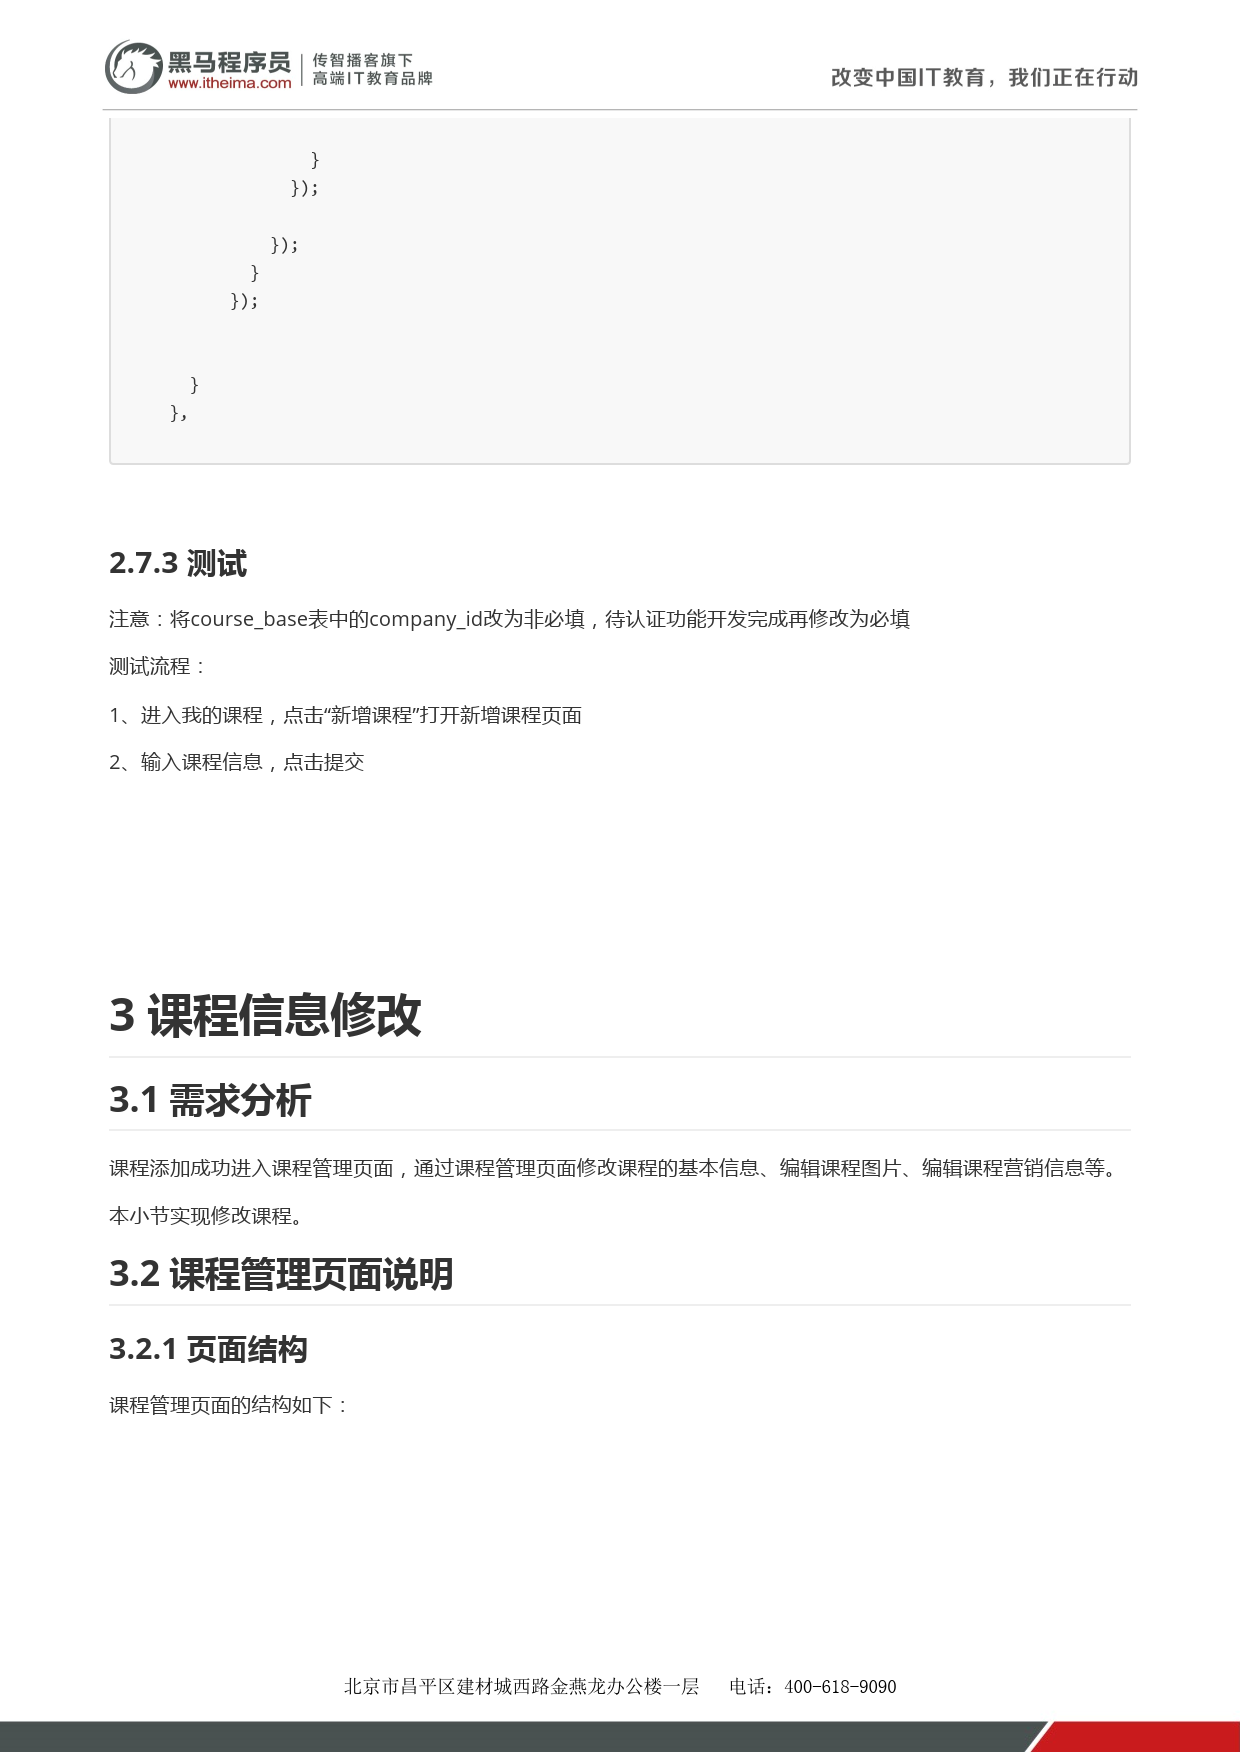 黑马程序员
www.itheima.com
传智播客旗下
高端IT教育品牌
改变中国IT教育，我们正在行动
}
});
});
}
});
}
},
2.7.3 测试
注意：将course_base表中的company_id改为非必填，待认证功能开发完成再修改为必填
测试流程：
1、进入我的课程，点击“新增课程”打开新增课程页面
2、输入课程信息，点击提交
3 课程信息修改
3.1 需求分析
课程添加成功进入课程管理页面，通过课程管理页面修改课程的基本信息、编辑课程图片、编辑课程营销信息等。
本小节实现修改课程。
3.2 课程管理页面说明
3.2.1 页面结构
课程管理页面的结构如下：
北京市昌平区建材城西路金燕龙办公楼一层 电话：400-618-9090